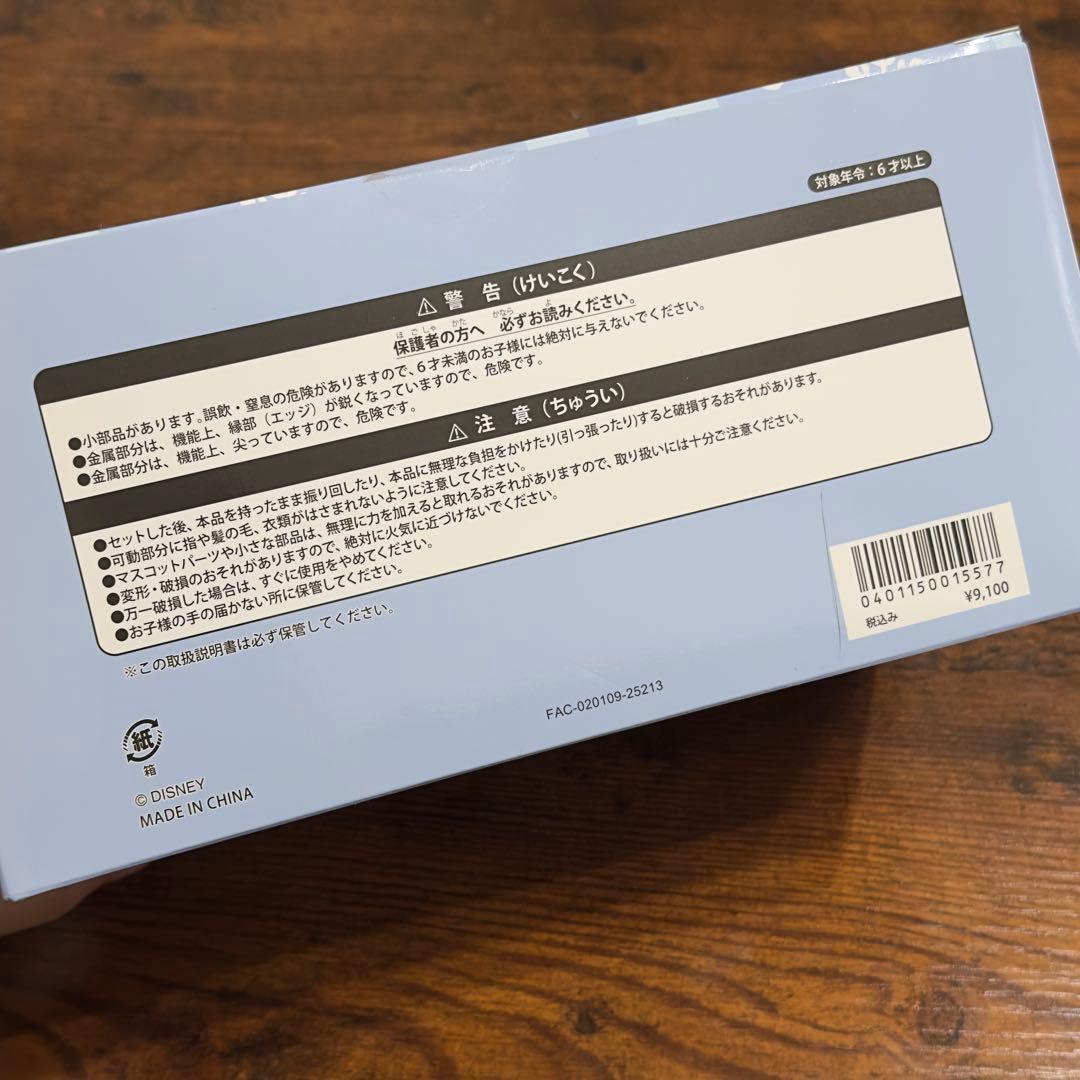 対象年令：6才以上
⚠警 告（けいこく）
保護者の方へ 必ずお読みください。
●小部品があります。誤飲・窒息の危険がありますので、6才未満のお子様には絶対に与えないでください。
●金属部分は、機能上、縁部（エッジ）が鋭くなっていますので、危険です。
●金属部分は、機能上、尖っていますので、危険です。
⚠注 意（ちゅうい）
●セットした後、本品を持ったまま振り回したり、本品に無理な負担をかけたり(引っ張ったり)すると破損するおそれがあります。
●可動部分に指や髪の毛、衣類がはさまれないように注意してください。
●マスコットパーツや小さな部品は、無理に力を加えると取れるおそれがありますので、取り扱いには十分ご注意ください。
●変形・破損のおそれがありますので、絶対に火気に近づけないでください。
●万一破損した場合は、すぐに使用をやめてください。
●お子様の手の届かない所に保管してください。
※この取扱説明書は必ず保管してください。
0401150015577
¥9,100
税込み
FAC-020109-25213
紙
箱
© DISNEY
MADE IN CHINA